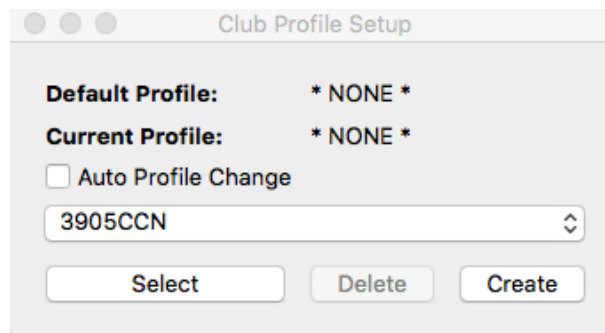 Club Profile Setup
Default Profile: * NONE *
Current Profile: * NONE *
Auto Profile Change
3905CCN
Select Delete Create